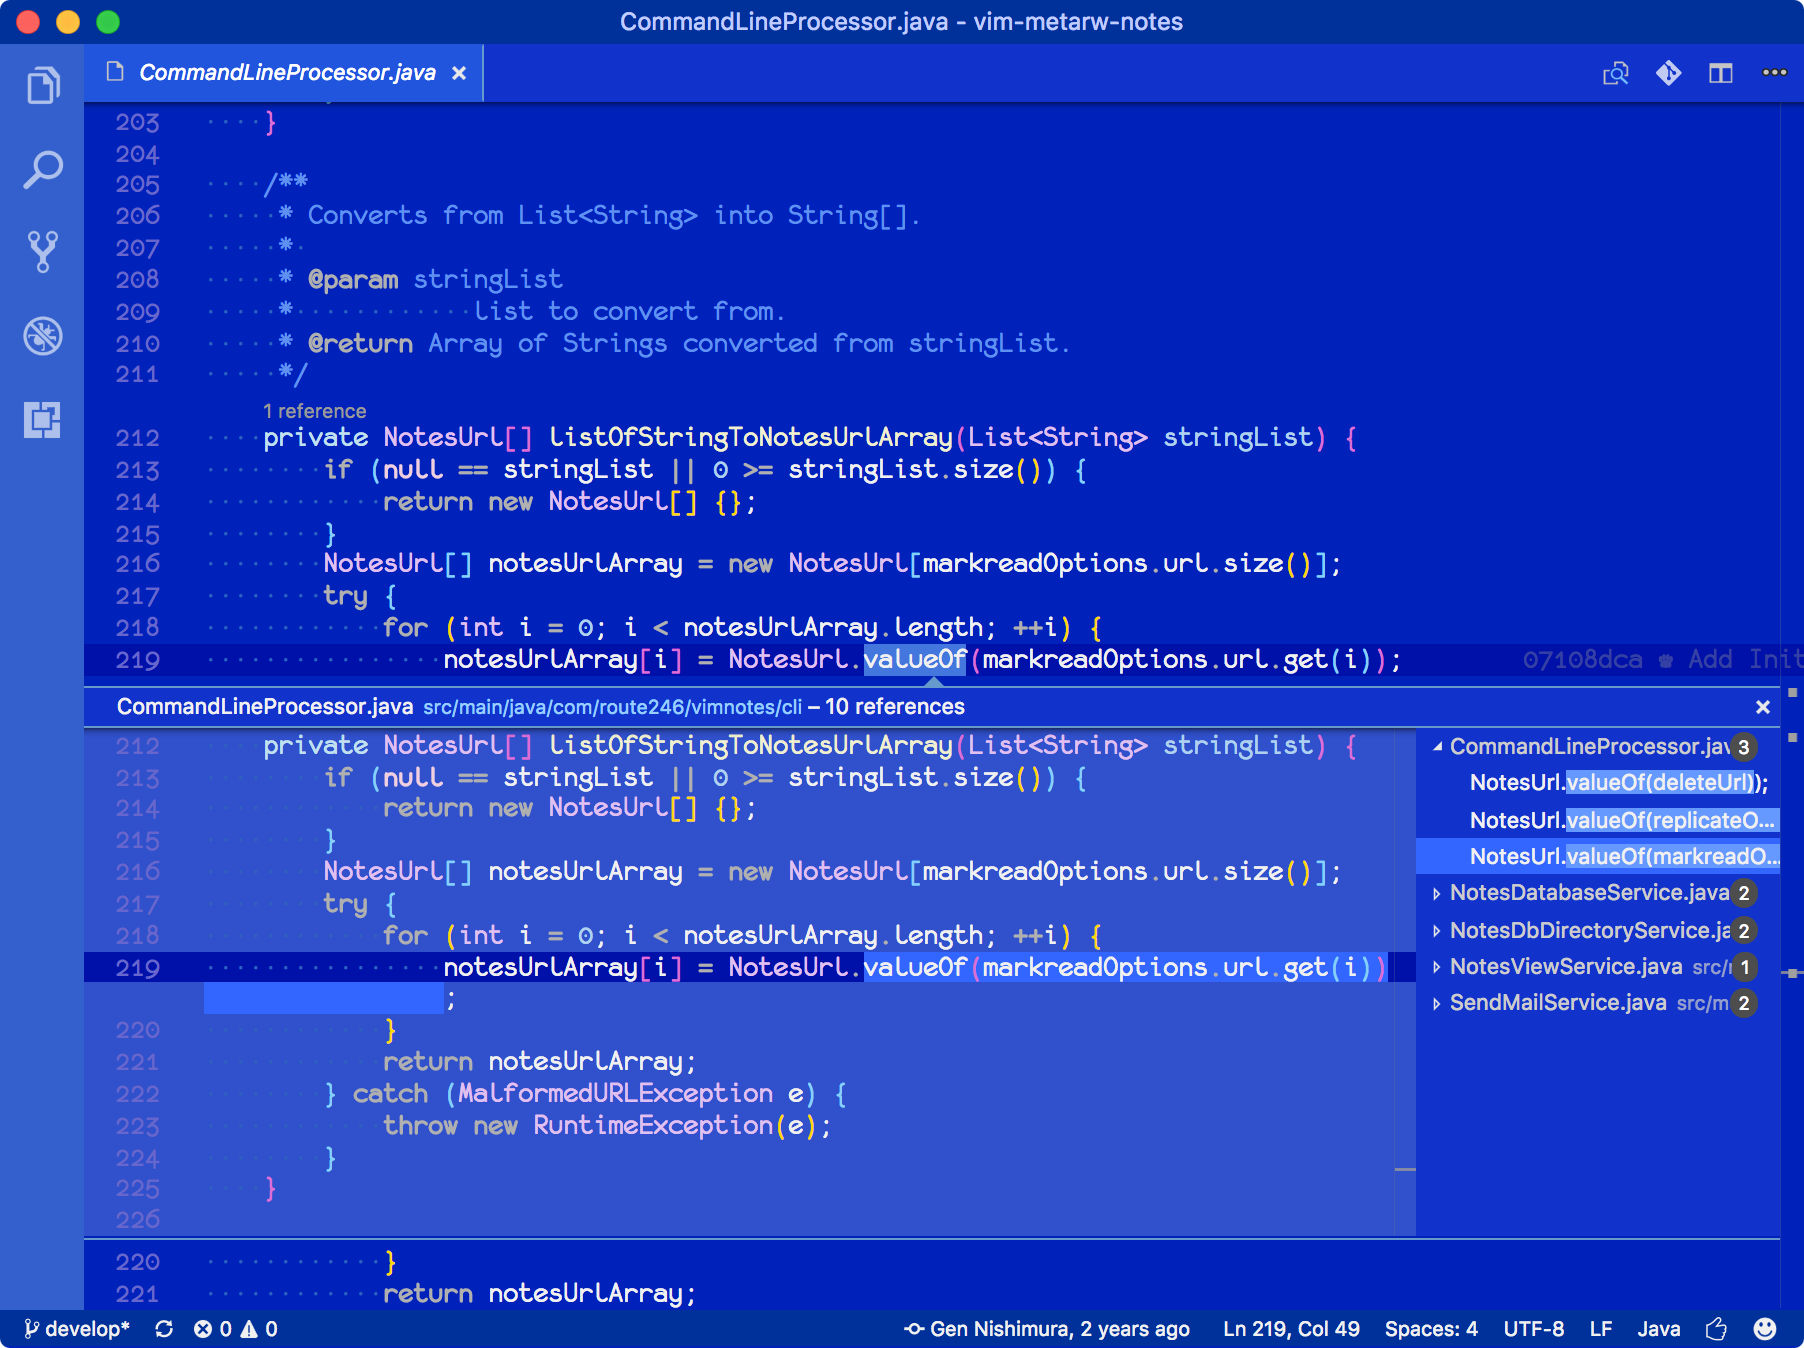 CommandLineProcessor.java - vim-metarw-notes
CommandLineProcessor.java ×
203     }
204
205     /**
206      * Converts from List<String> into String[].
207      *
208      * @param stringList
209      *            list to convert from.
210      * @return Array of Strings converted from stringList.
211      */
1 reference
212     private NotesUrl[] listOfStringToNotesUrlArray(List<String> stringList) {
213         if (null == stringList || 0 >= stringList.size()) {
214             return new NotesUrl[] {};
215         }
216         NotesUrl[] notesUrlArray = new NotesUrl[markreadOptions.url.size()];
217         try {
218             for (int i = 0; i < notesUrlArray.length; ++i) {
219                 notesUrlArray[i] = NotesUrl.valueOf(markreadOptions.url.get(i)); 07108dca Add Init
CommandLineProcessor.java src/main/java/com/route246/vimnotes/cli – 10 references ×
212     private NotesUrl[] listOfStringToNotesUrlArray(List<String> stringList) {
213         if (null == stringList || 0 >= stringList.size()) {
214             return new NotesUrl[] {};
215         }
216         NotesUrl[] notesUrlArray = new NotesUrl[markreadOptions.url.size()];
217         try {
218             for (int i = 0; i < notesUrlArray.length; ++i) {
219                 notesUrlArray[i] = NotesUrl.valueOf(markreadOptions.url.get(i))
;
220             }
221             return notesUrlArray;
222         } catch (MalformedURLException e) {
223             throw new RuntimeException(e);
224         }
225     }
226
CommandLineProcessor.jav 3
NotesUrl.valueOf(deleteUrl));
NotesUrl.valueOf(replicateO...
NotesUrl.valueOf(markreadO...
NotesDatabaseService.java 2
NotesDbDirectoryService.ja 2
NotesViewService.java src/r 1
SendMailService.java src/m 2
220             }
221             return notesUrlArray;
develop* 0 0 Gen Nishimura, 2 years ago Ln 219, Col 49 Spaces: 4 UTF-8 LF Java